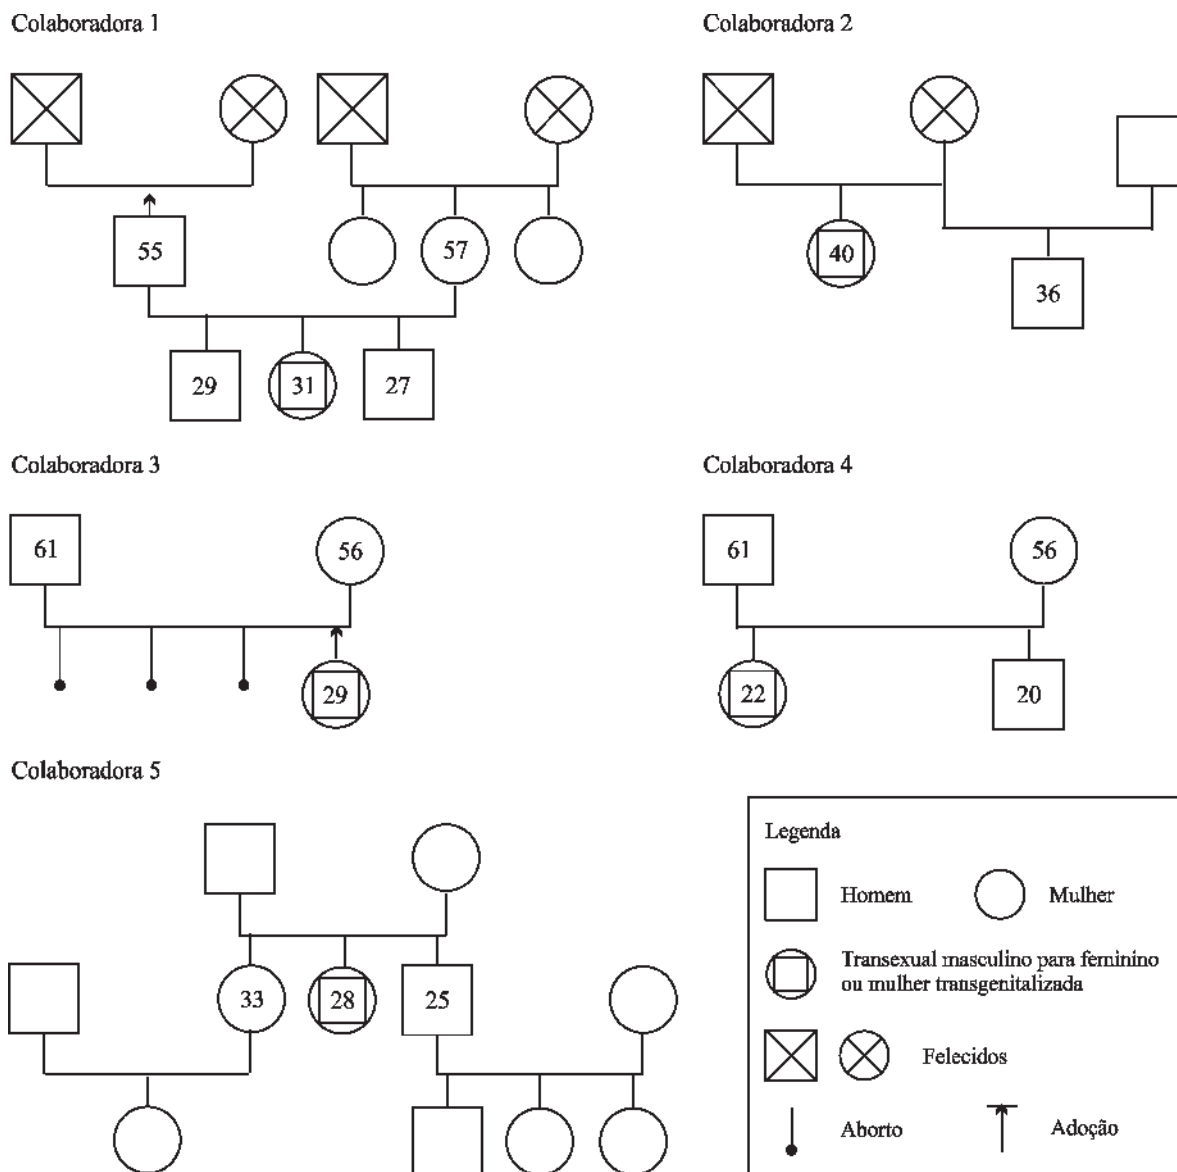 Colaboradora 1
Colaboradora 2
55
57
40
36
29
31
27
Colaboradora 3
Colaboradora 4
61
56
61
56
29
22
20
Colaboradora 5
33
28
25
Legenda
Homem
Mulher
Transexual masculino para feminino
ou mulher transgenitalizada
Felecidos
Aborto
Adoção